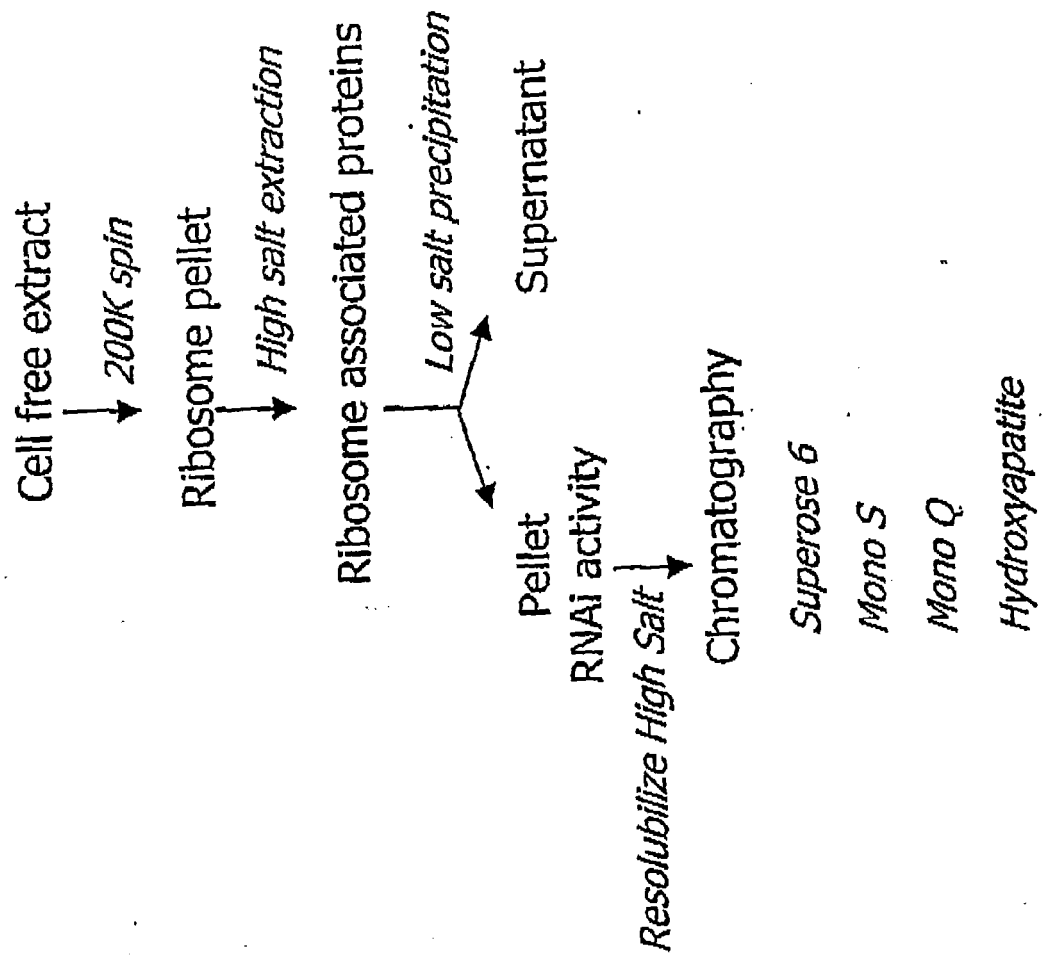 Cell free extract
200K spin
Ribosome pellet
High salt extraction
Ribosome associated proteins
Low salt precipitation
Pellet
Supernatant
RNAi activity
Resolubilize High Salt
Chromatography
Superose 6
Mono S
Mono Q
Hydroxyapatite